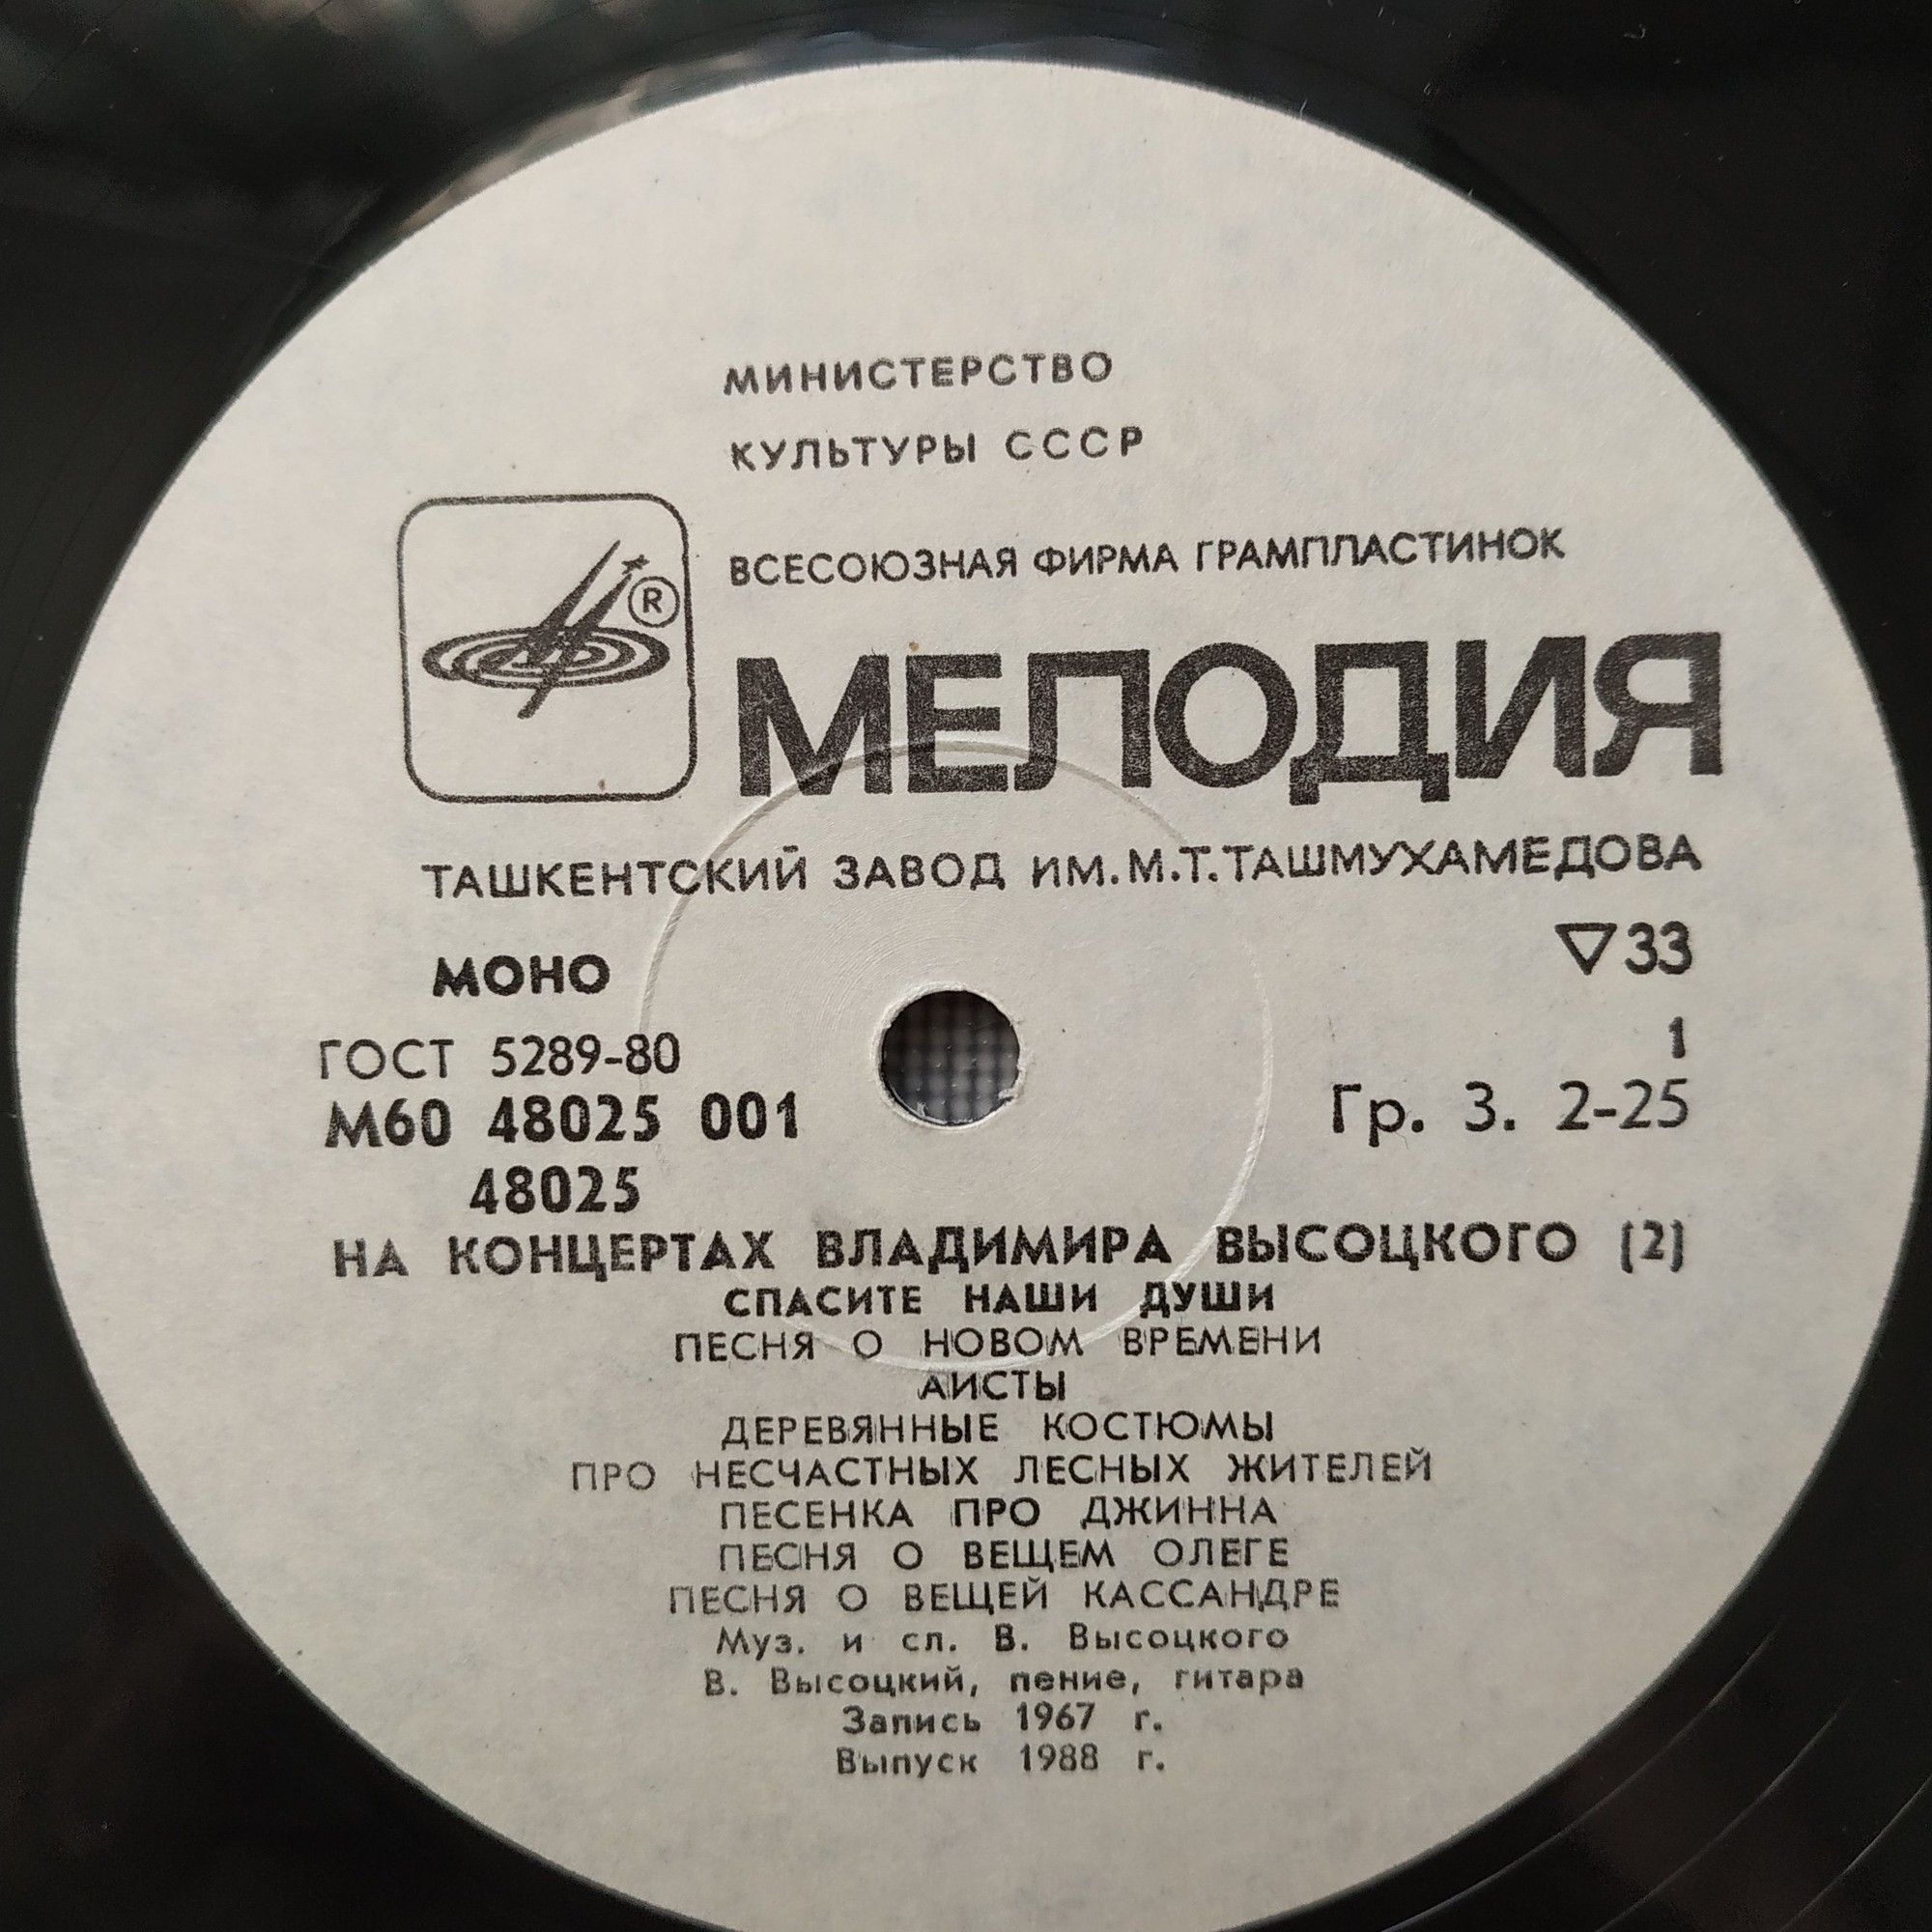 МИНИСТЕРСТВО
КУЛЬТУРЫ СССР
ВСЕСОЮЗНАЯ ФИРМА ГРАМПЛАСТИНОК
®
МЕЛОДИЯ
ТАШКЕНТСКИЙ ЗАВОД ИМ. М.Т.ТАШМУХАМЕДОВА
МОНО
▽33
ГОСТ 5289-80
1
М60 48025 001
Гр. 3. 2-25
48025
НА КОНЦЕРТАХ ВЛАДИМИРА ВЫСОЦКОГО (2)
СПАСИТЕ НАШИ ДУШИ
ПЕСНЯ О НОВОМ ВРЕМЕНИ
АИСТЫ
ДЕРЕВЯННЫЕ КОСТЮМЫ
ПРО НЕСЧАСТНЫХ ЛЕСНЫХ ЖИТЕЛЕЙ
ПЕСЕНКА ПРО ДЖИННА
ПЕСНЯ О ВЕЩЕМ ОЛЕГЕ
ПЕСНЯ О ВЕЩЕЙ КАССАНДРЕ
Муз. и сл. В. Высоцкого
В. Высоцкий, пение, гитара
Запись 1967 г.
Выпуск 1988 г.